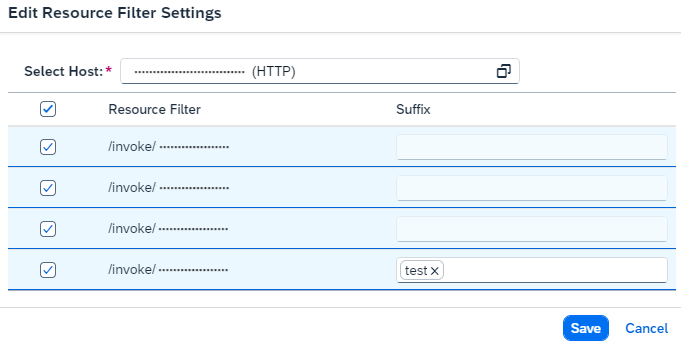 Edit Resource Filter Settings
Select Host:* (HTTP)
Resource Filter Suffix
/invoke/
/invoke/
/invoke/
/invoke/ test
Save Cancel